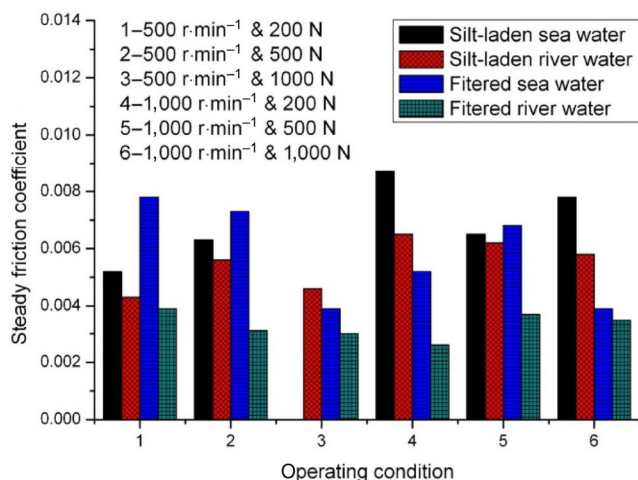 0.014
0.012
0.010
0.008
0.006
0.004
0.002
0.000
Steady friction coefficient
1–500 r·min⁻¹ & 200 N
2–500 r·min⁻¹ & 500 N
3–500 r·min⁻¹ & 1000 N
4–1,000 r·min⁻¹ & 200 N
5–1,000 r·min⁻¹ & 500 N
6–1,000 r·min⁻¹ & 1,000 N
Silt-laden sea water
Silt-laden river water
Fitered sea water
Fitered river water
1 2 3 4 5 6
Operating condition